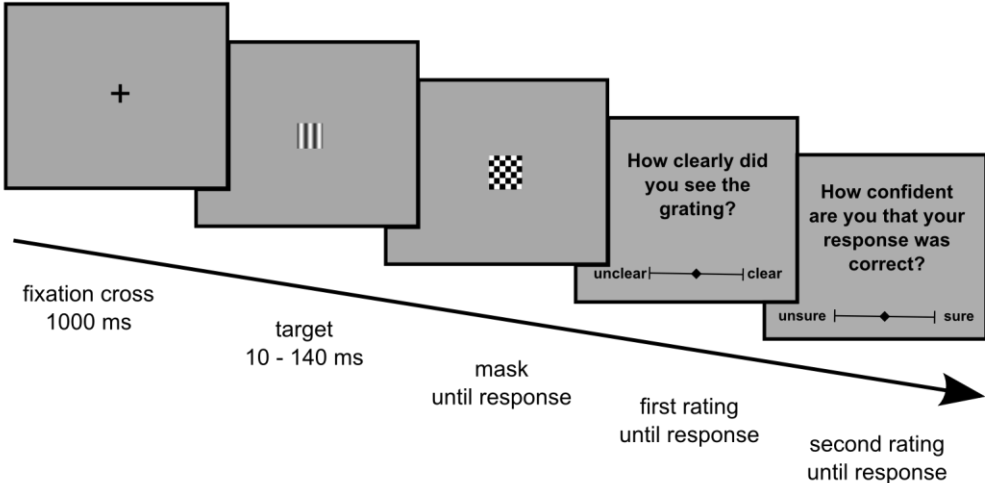 How clearly did
you see the
grating?
unclear clear
How confident
are you that your
response was
correct?
unsure sure
fixation cross
1000 ms
target
10 - 140 ms
mask
until response
first rating
until response
second rating
until response